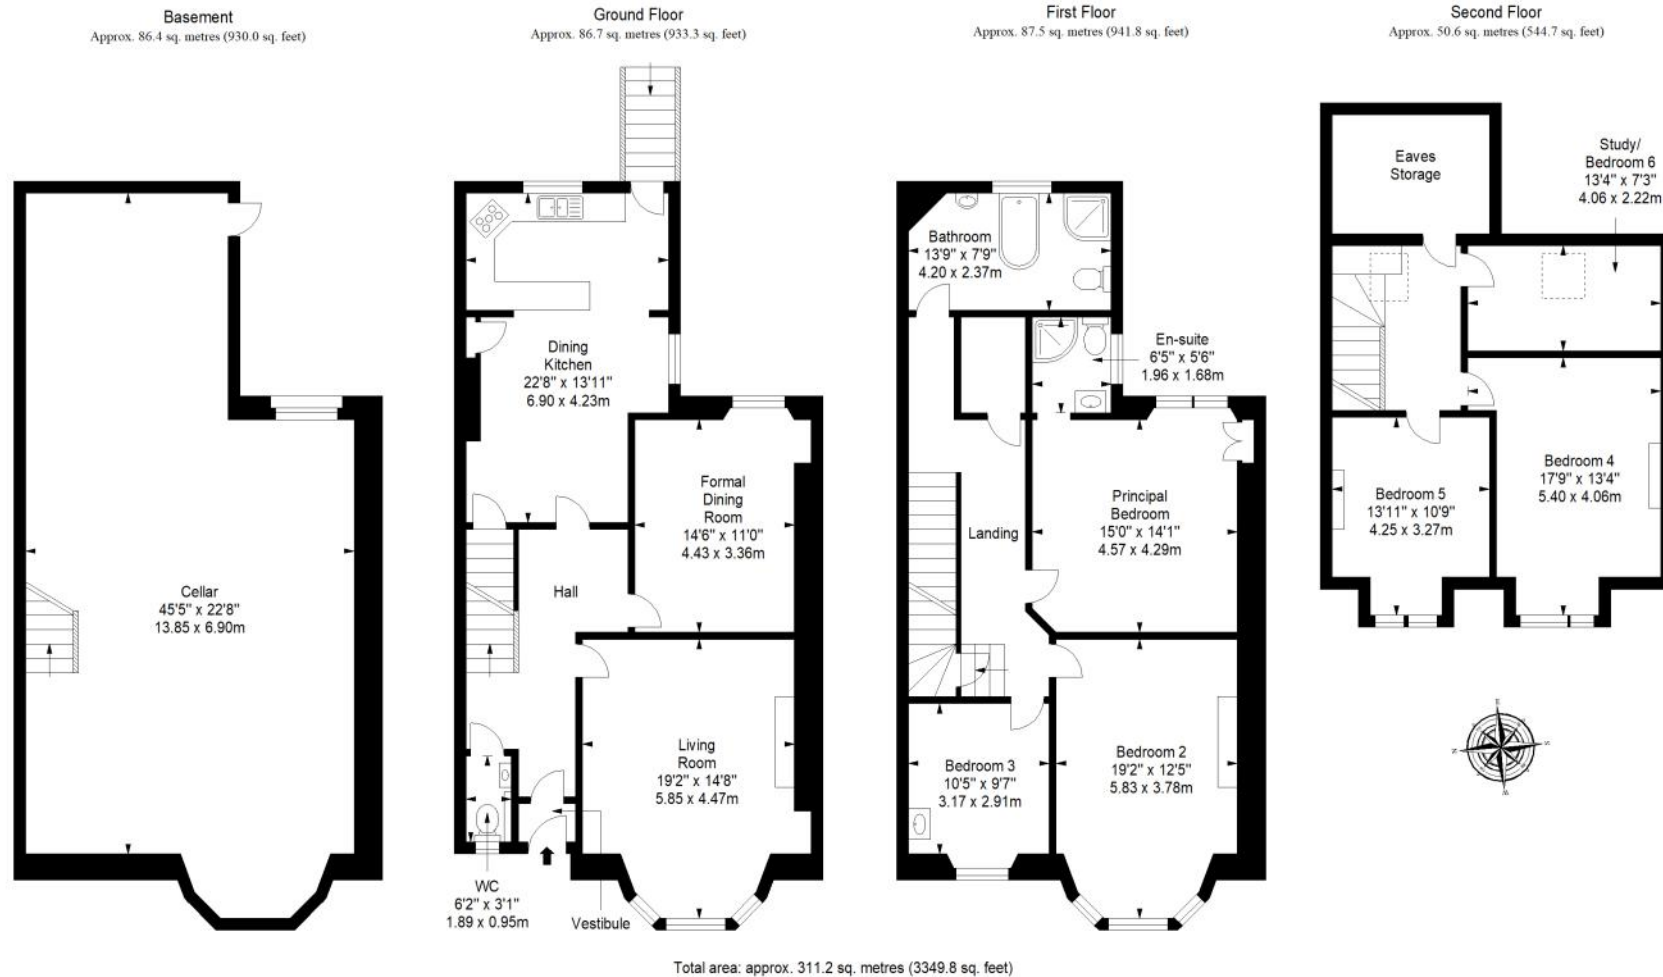 Basement
Approx. 86.4 sq. metres (930.0 sq. feet)
Cellar
45'5" x 22'8"
13.85 x 6.90m
Ground Floor
Approx. 86.7 sq. metres (933.3 sq. feet)
Dining
Kitchen
22'8" x 13'11"
6.90 x 4.23m
Formal
Dining
Room
14'6" x 11'0"
4.43 x 3.36m
Hall
Living
Room
19'2" x 14'8"
5.85 x 4.47m
WC
6'2" x 3'1"
1.89 x 0.95m
Vestibule
First Floor
Approx. 87.5 sq. metres (941.8 sq. feet)
Bathroom
13'9" x 7'9"
4.20 x 2.37m
En-suite
6'5" x 5'6"
1.96 x 1.68m
Principal
Bedroom
15'0" x 14'1"
4.57 x 4.29m
Landing
Bedroom 3
10'5" x 9'7"
3.17 x 2.91m
Bedroom 2
19'2" x 12'5"
5.83 x 3.78m
Second Floor
Approx. 50.6 sq. metres (544.7 sq. feet)
Eaves
Storage
Study/
Bedroom 6
13'4" x 7'3"
4.06 x 2.22m
Bedroom 4
17'9" x 13'4"
5.40 x 4.06m
Bedroom 5
13'11" x 10'9"
4.25 x 3.27m
Total area: approx. 311.2 sq. metres (3349.8 sq. feet)